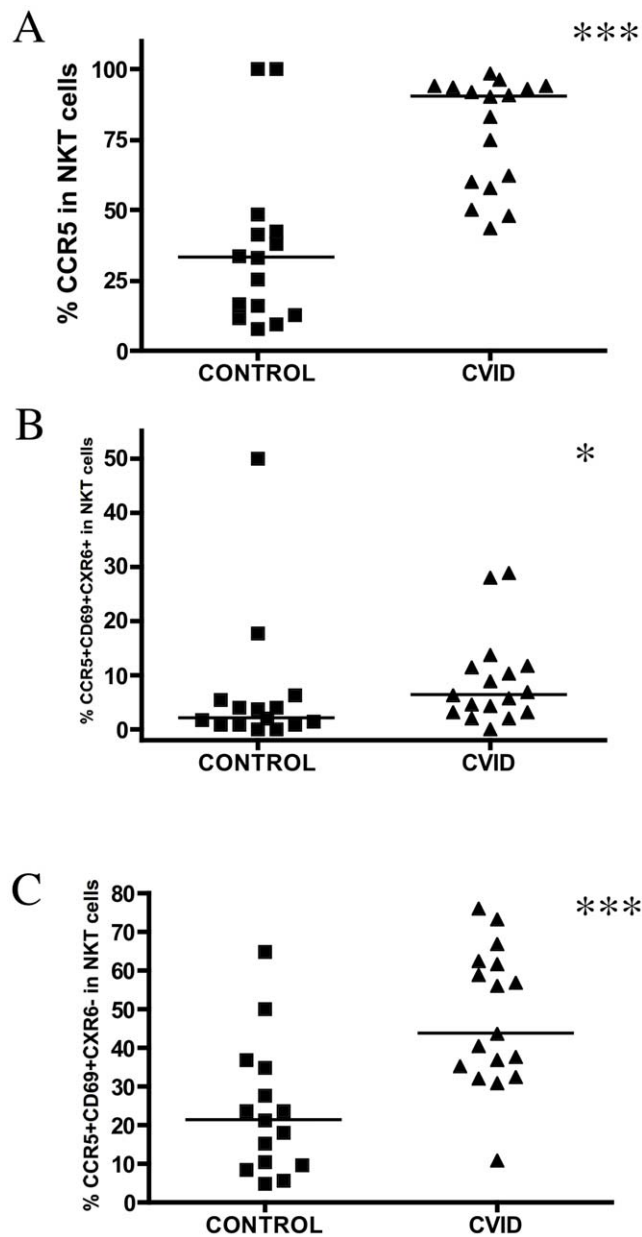 A
***
% CCR5 in NKT cells
100
75
50
25
0
CONTROL CVID
B
*
% CCR5+CD69+CXR6+ in NKT cells
50
40
30
20
10
0
CONTROL CVID
C
***
% CCR5+CD69+CXR6- in NKT cells
80
70
60
50
40
30
20
10
0
CONTROL CVID